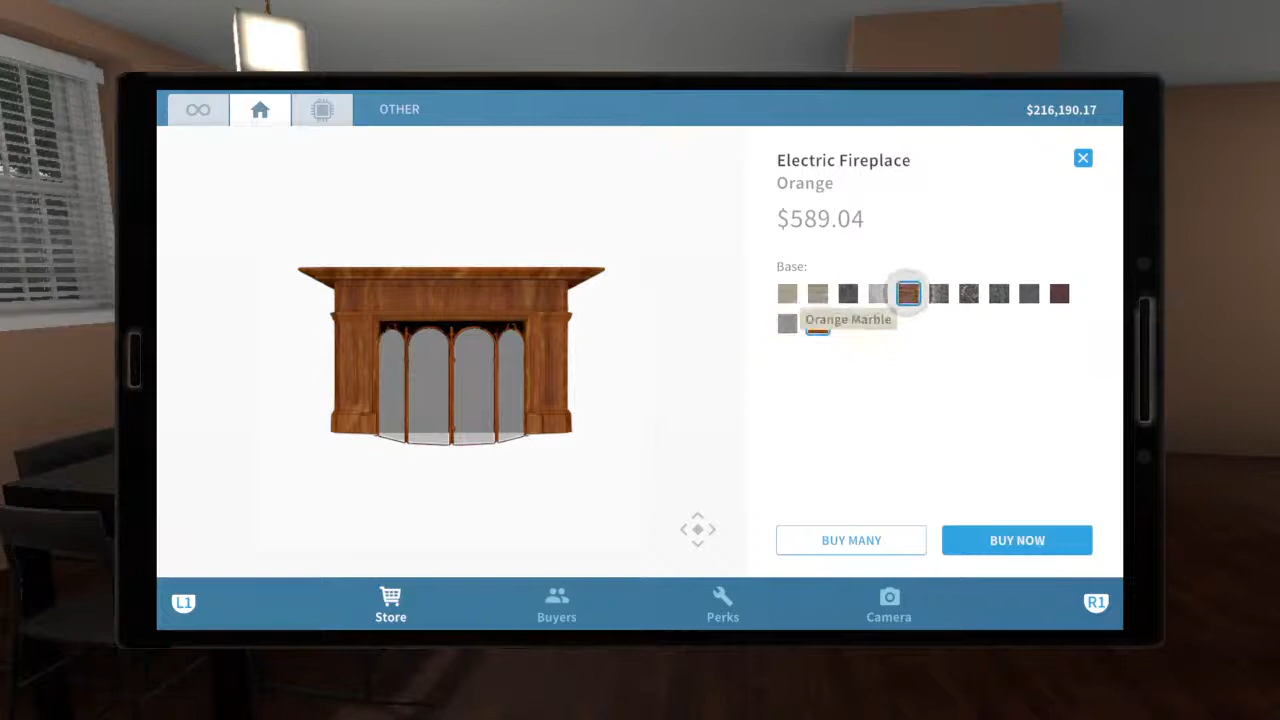 OTHER
$216,190.17
Electric Fireplace
Orange
$589.04
Base:
Orange Marble
BUY MANY
BUY NOW
L1
Store
Buyers
Perks
Camera
R1